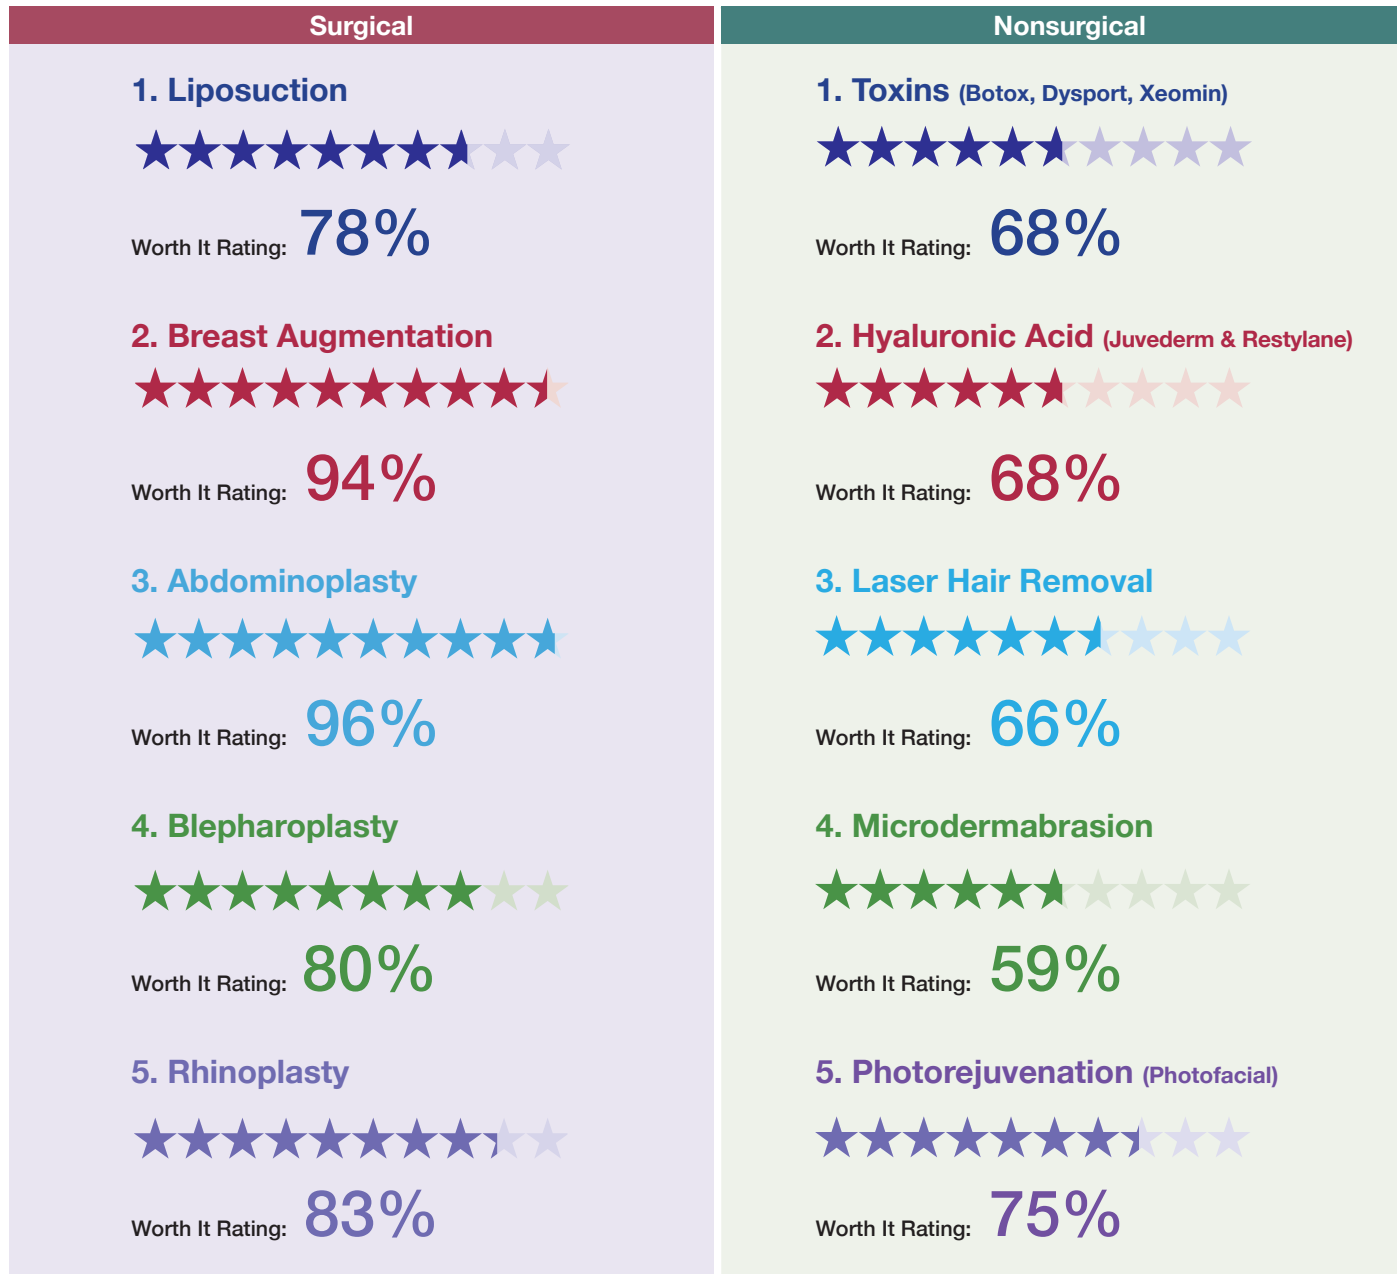 Surgical
1. Liposuction
Worth It Rating: 78%
2. Breast Augmentation
Worth It Rating: 94%
3. Abdominoplasty
Worth It Rating: 96%
4. Blepharoplasty
Worth It Rating: 80%
5. Rhinoplasty
Worth It Rating: 83%
Nonsurgical
1. Toxins (Botox, Dysport, Xeomin)
Worth It Rating: 68%
2. Hyaluronic Acid (Juvederm & Restylane)
Worth It Rating: 68%
3. Laser Hair Removal
Worth It Rating: 66%
4. Microdermabrasion
Worth It Rating: 59%
5. Photorejuvenation (Photofacial)
Worth It Rating: 75%